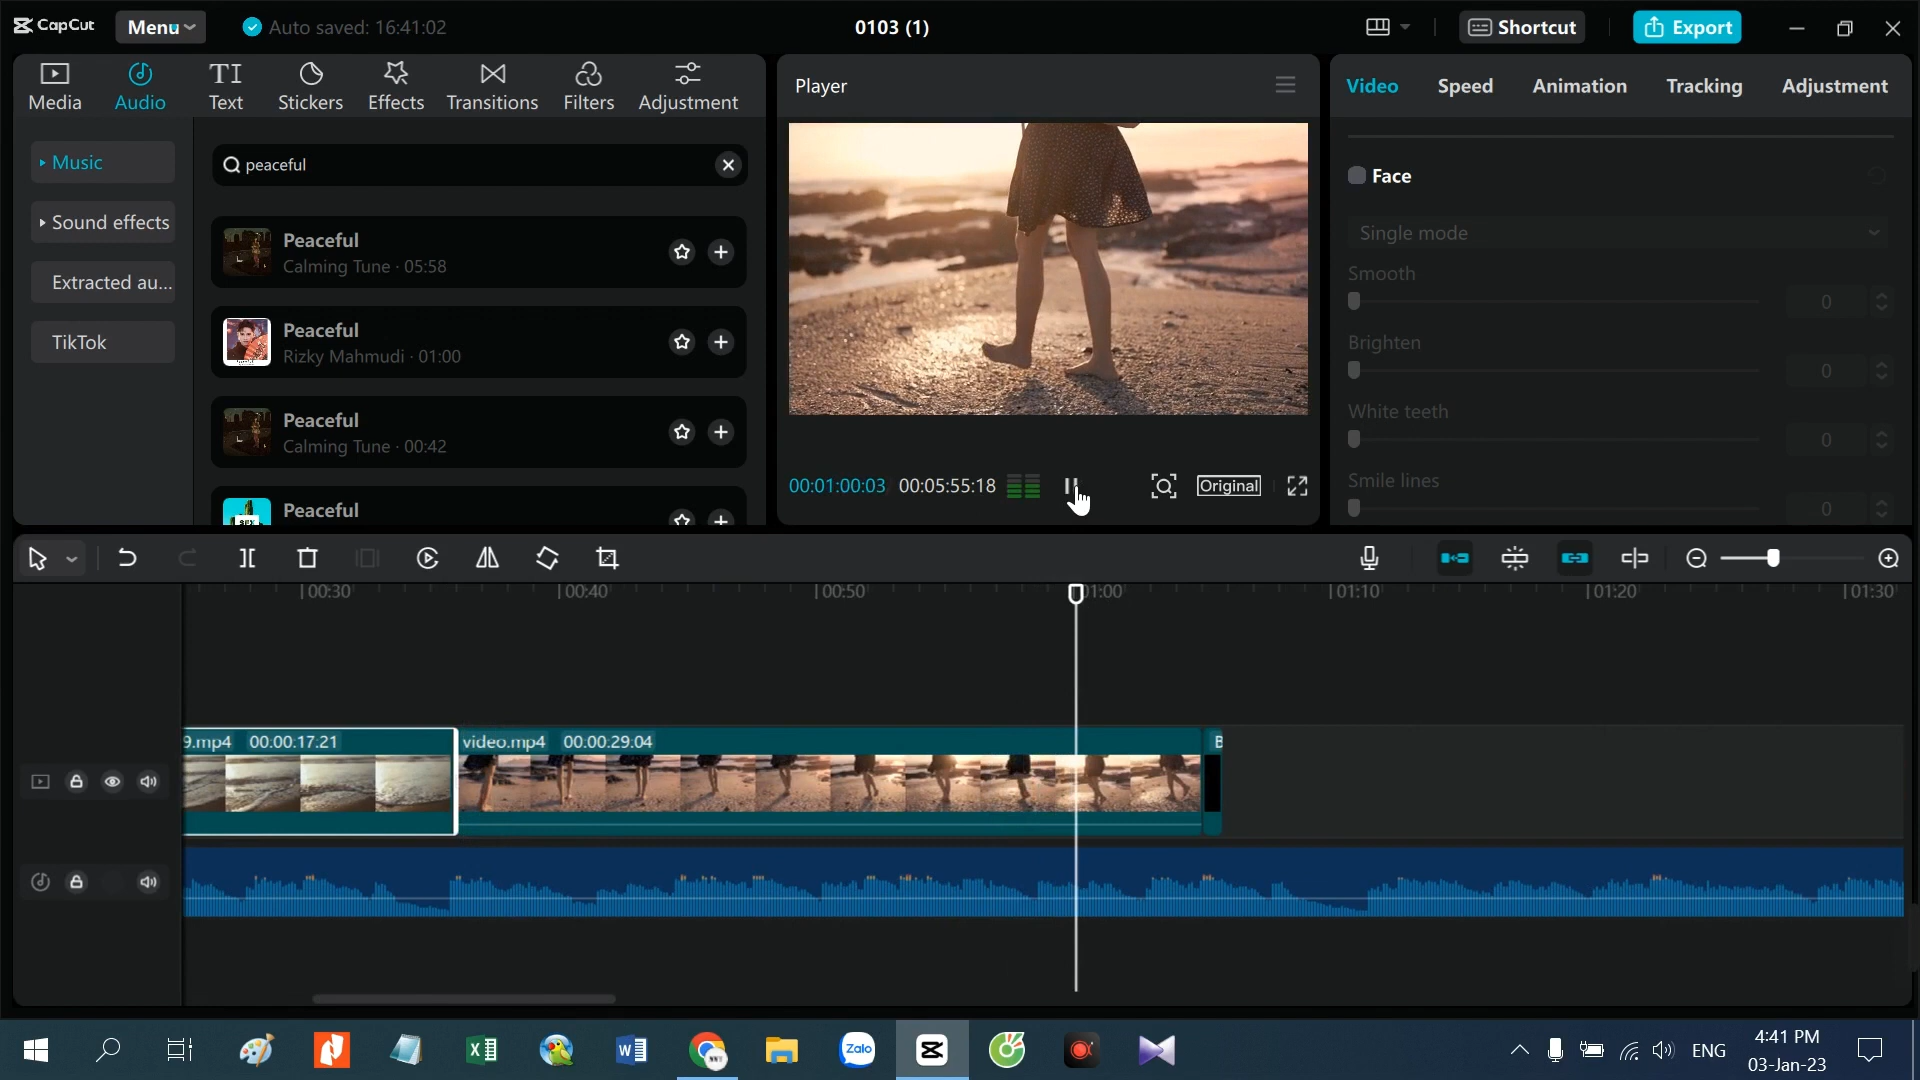 CapCut
Menu
Auto saved: 16:41:02
0103 (1)
Shortcut
Export
Media
Audio
TI
Text
Stickers
Effects
Transitions
Filters
Adjustment
Player
Video
Speed
Animation
Tracking
Adjustment
Music
Sound effects
Extracted au...
TikTok
peaceful
Peaceful
Calming Tune · 05:58
Peaceful
Rizky Mahmudi · 01:00
Peaceful
Calming Tune · 00:42
Peaceful
00:01:00:03
00:05:55:18
Original
Face
Single mode
Smooth
0
Brighten
0
White teeth
0
Smile lines
0
00:30
00:40
00:50
01:00
01:10
01:20
01:30
9.mp4
00:00:17:21
video.mp4
00:00:29:04
B
Zalo
ENG
4:41 PM
03-Jan-23